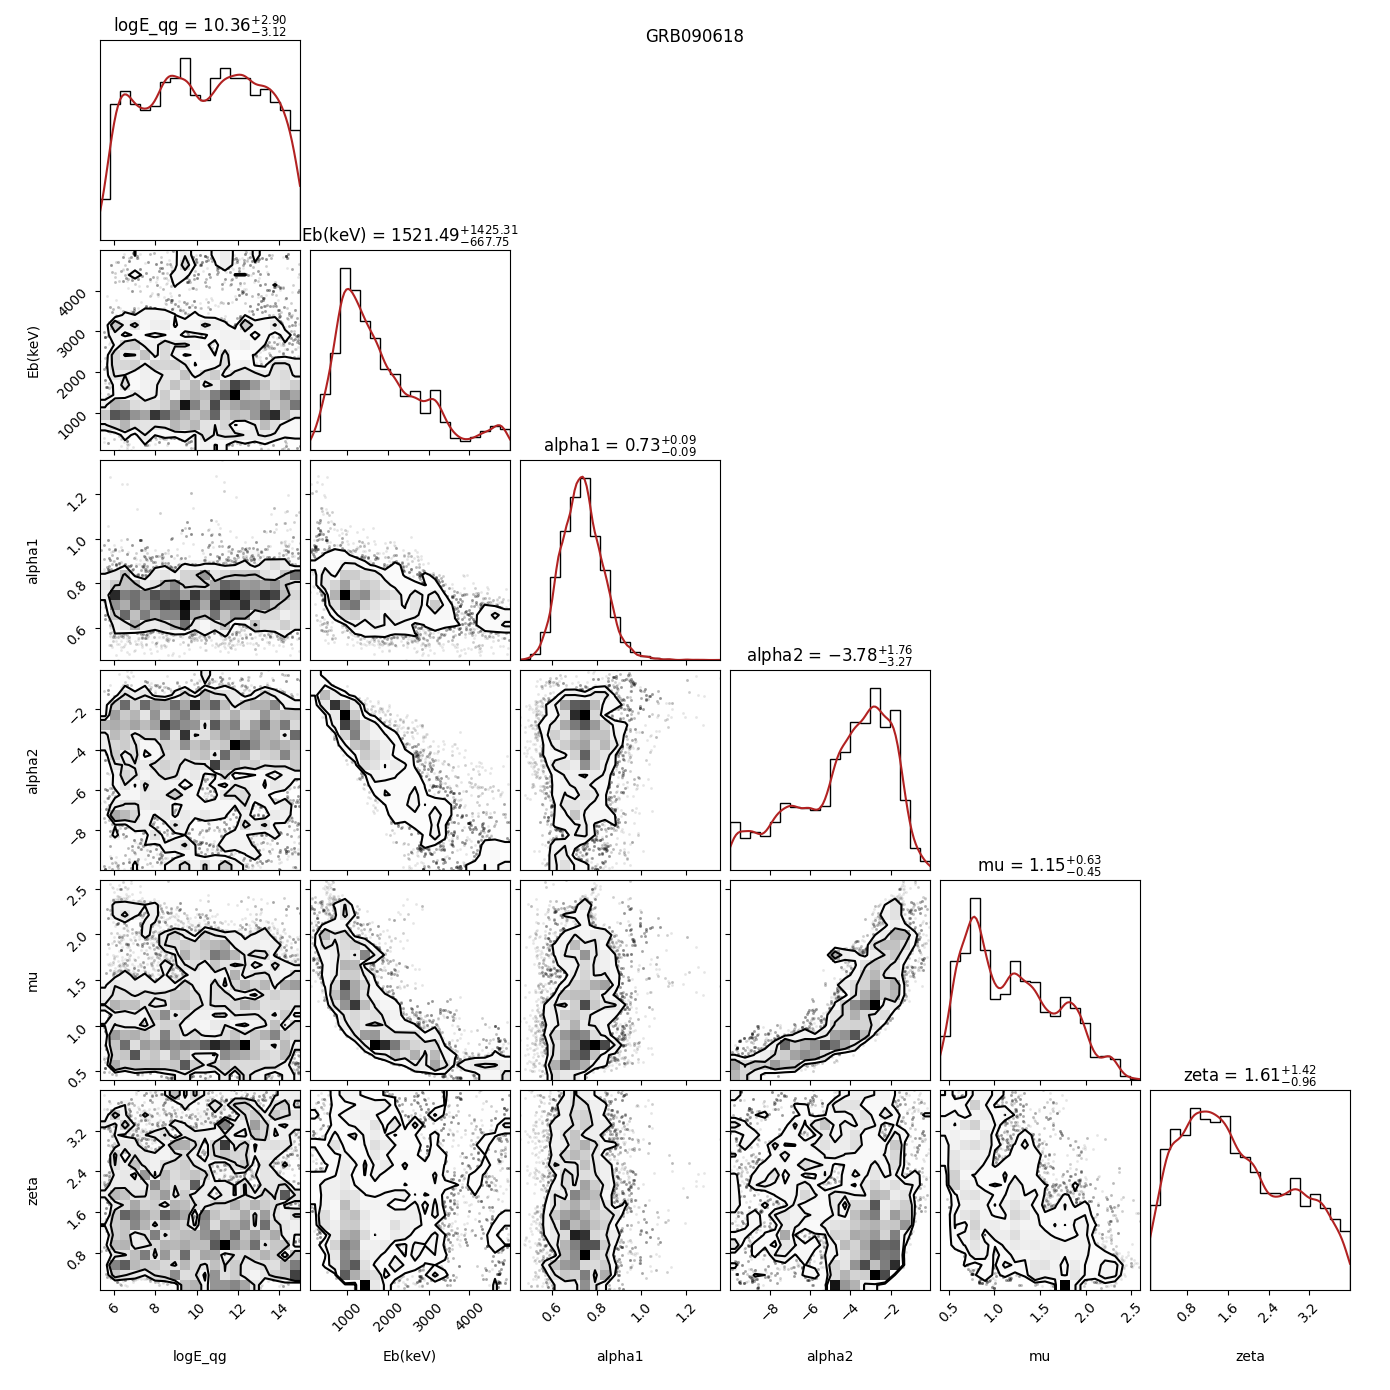 GRB090618
logE_qg = 10.36+2.90−3.12
Eb(keV) = 1521.49+1425.31−667.75
Eb(keV)
4000
3000
2000
1000
alpha1 = 0.73+0.09−0.09
alpha1
1.2
1.0
0.8
0.6
alpha2 = −3.78+1.76−3.27
alpha2
−2
−4
−6
−8
mu = 1.15+0.63−0.45
mu
2.5
2.0
1.5
1.0
0.5
zeta = 1.61+1.42−0.96
zeta
3.2
2.4
1.6
0.8
6 8 10 12 14
1000 2000 3000 4000
0.6 0.8 1.0 1.2
−8 −6 −4 −2
0.5 1.0 1.5 2.0 2.5
0.8 1.6 2.4 3.2
logE_qg Eb(keV) alpha1 alpha2 mu zeta